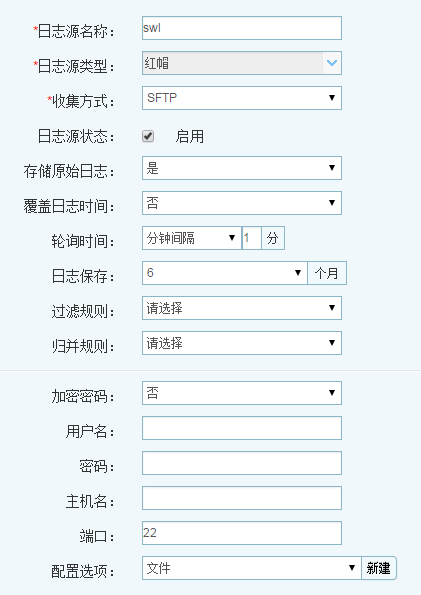 *日志源名称： swl
*日志源类型： 红帽
*收集方式： SFTP
日志源状态： 启用
存储原始日志： 是
覆盖日志时间： 否
轮询时间： 分钟间隔 1 分
日志保存： 6 个月
过滤规则： 请选择
归并规则： 请选择
加密密码： 否
用户名：
密码：
主机名：
端口： 22
配置选项： 文件 新建